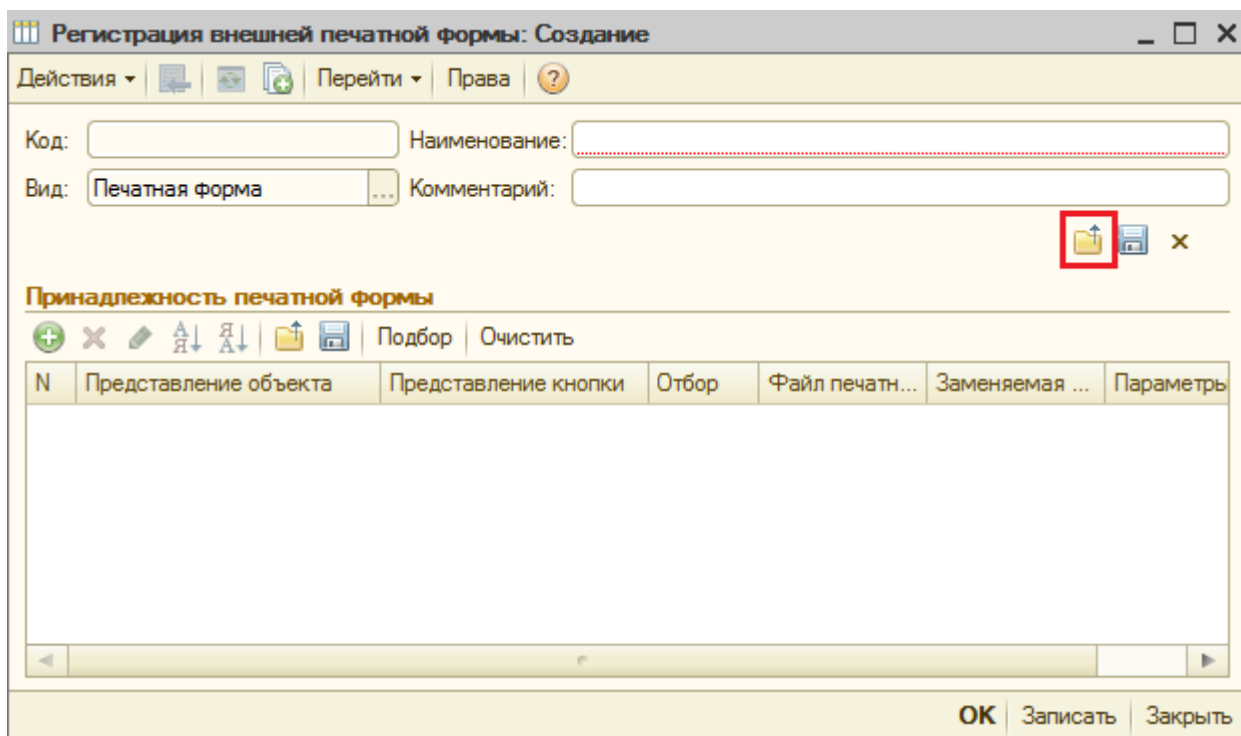 Регистрация внешней печатной формы: Создание
Действия Перейти Права ?
Код: Наименование:
Вид: Печатная форма ... Комментарий:
Принадлежность печатной формы
Подбор Очистить
N Представление объекта Представление кнопки Отбор Файл печатн... Заменяемая ... Параметры
OK Записать Закрыть